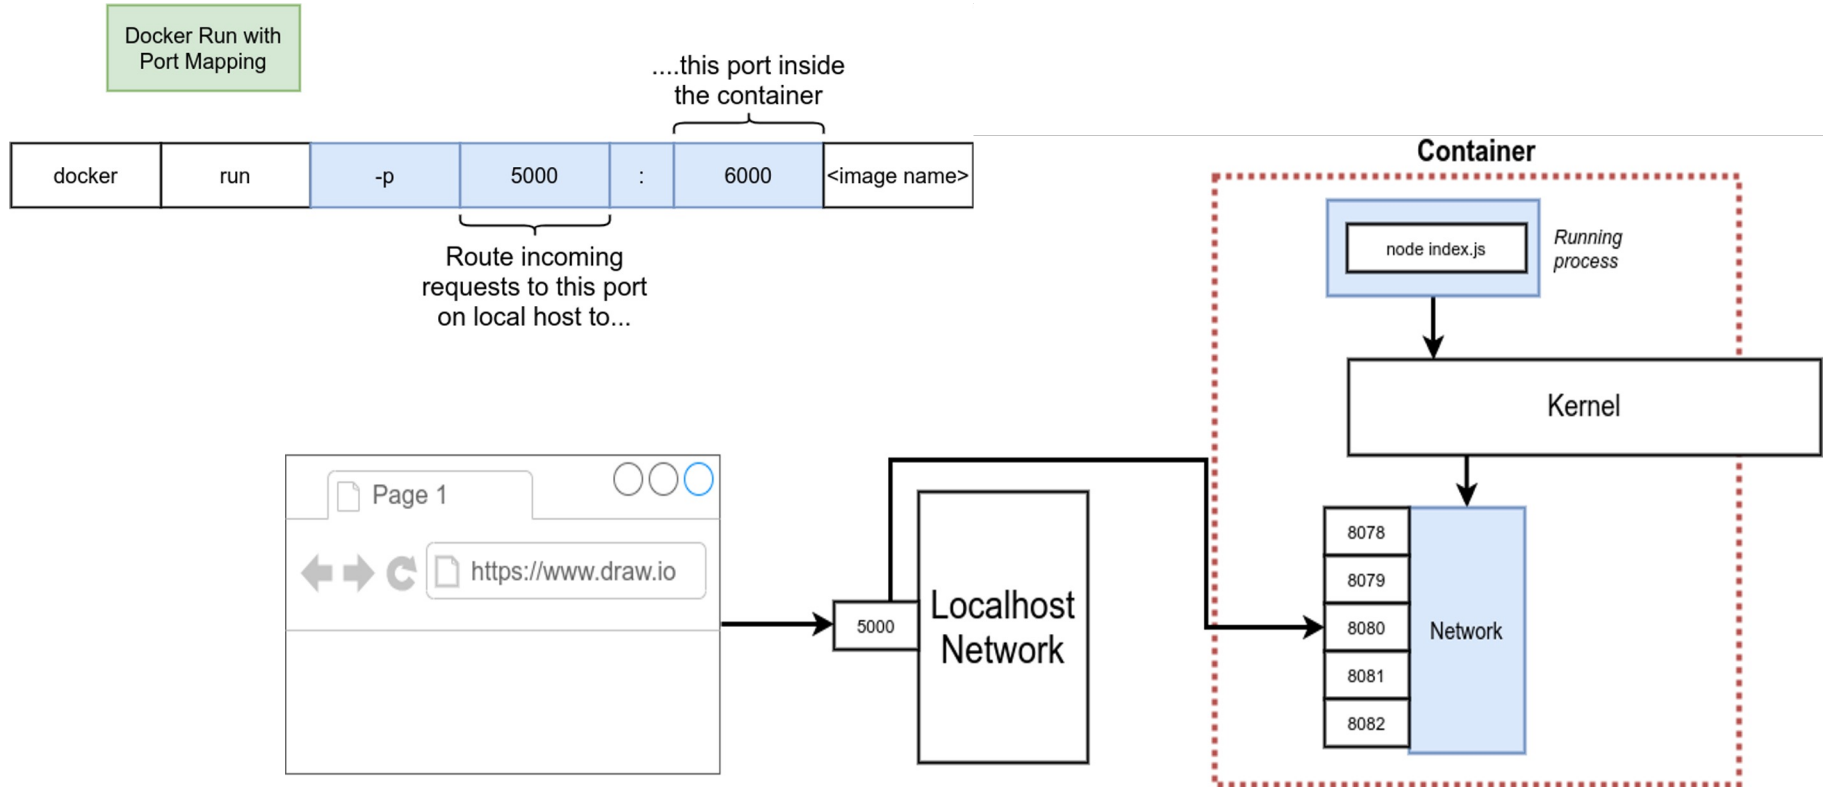 Docker Run with
Port Mapping
....this port inside
the container
docker
run
-p
5000
:
6000
<image name>
Route incoming
requests to this port
on local host to...
Container
node index.js
Running
process
Kernel
Page 1
https://www.draw.io
5000
Localhost
Network
8078
8079
8080
8081
8082
Network